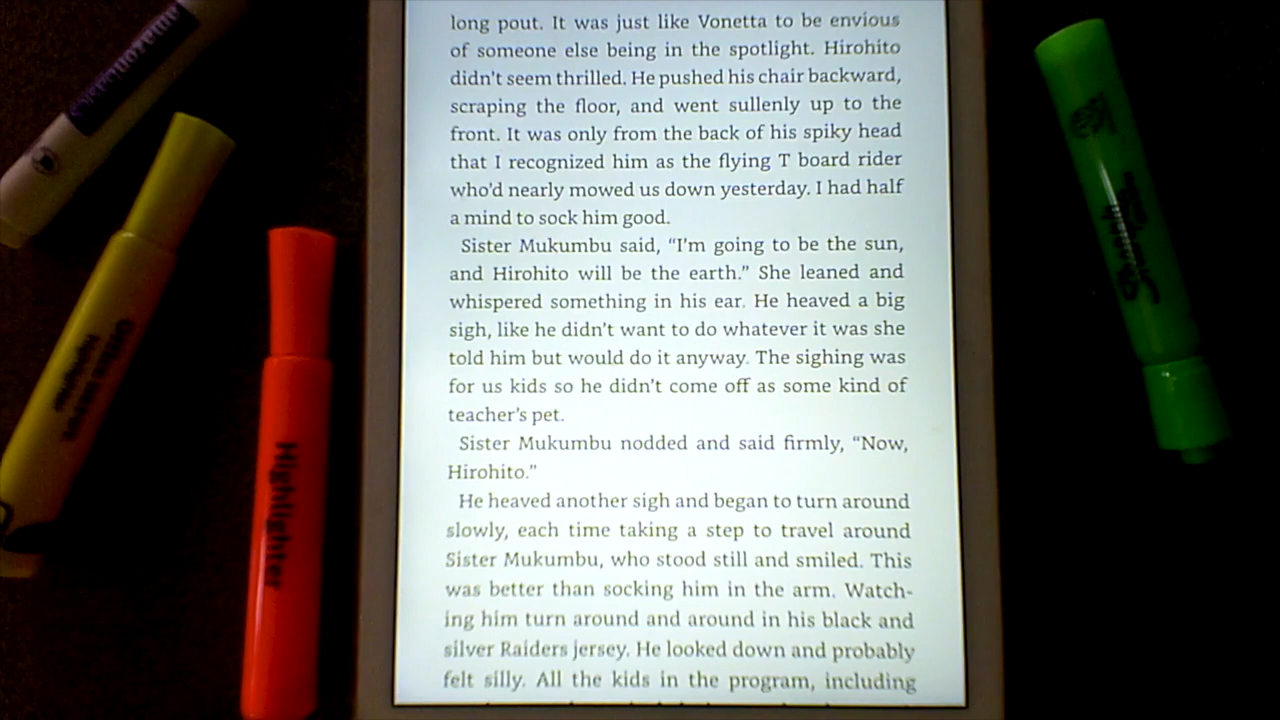 long pout. It was just like Vonetta to be envious
of someone else being in the spotlight. Hirohito
didn't seem thrilled. He pushed his chair backward,
scraping the floor, and went sullenly up to the
front. It was only from the back of his spiky head
that I recognized him as the flying T board rider
who'd nearly mowed us down yesterday. I had half
a mind to sock him good.
Sister Mukumbu said, “I'm going to be the sun,
and Hirohito will be the earth.” She leaned and
whispered something in his ear. He heaved a big
sigh, like he didn't want to do whatever it was she
told him but would do it anyway. The sighing was
for us kids so he didn't come off as some kind of
teacher's pet.
Sister Mukumbu nodded and said firmly, “Now,
Hirohito.”
He heaved another sigh and began to turn around
slowly, each time taking a step to travel around
Sister Mukumbu, who stood still and smiled. This
was better than socking him in the arm. Watch-
ing him turn around and around in his black and
silver Raiders jersey. He looked down and probably
felt silly. All the kids in the program, including
amazonbasics
Highlighter
Sharpie